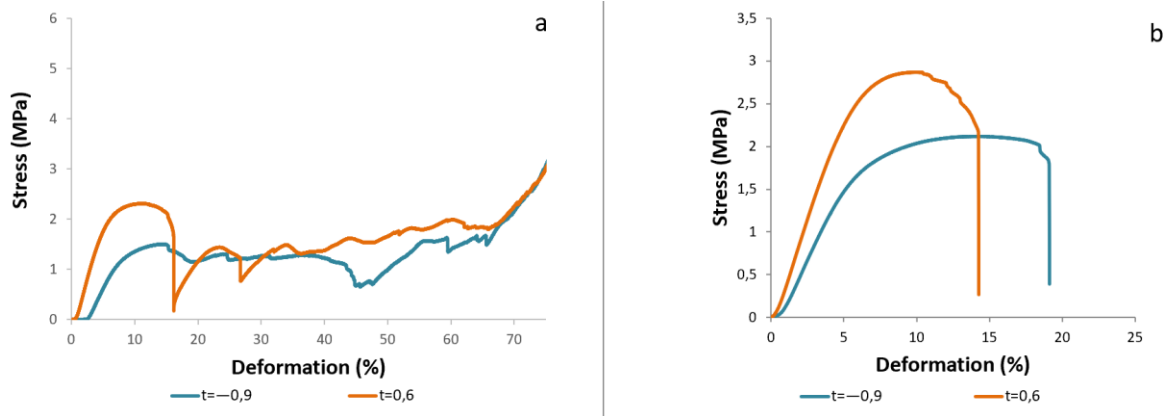 a
6
5
4
3
2
1
0
Stress (MPa)
0 10 20 30 40 50 60 70
Deformation (%)
t=—0,9 t=0,6
b
3,5
3
2,5
2
1,5
1
0,5
0
Stress (MPa)
0 5 10 15 20 25
Deformation (%)
t=—0,9 t=0,6